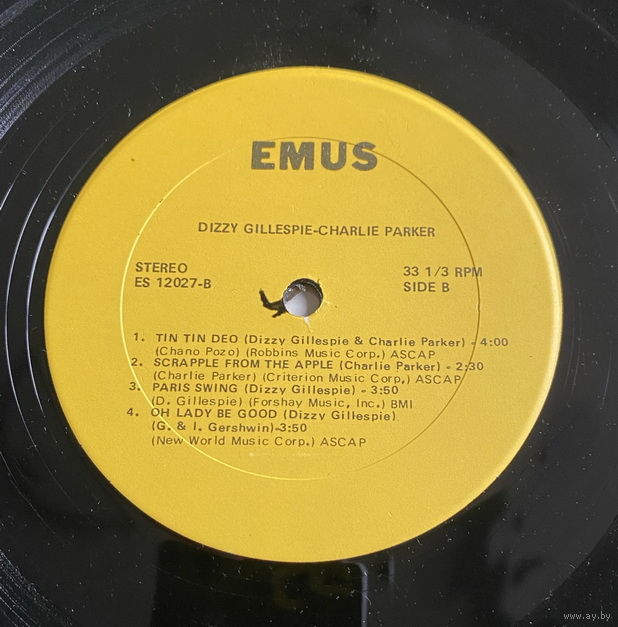 EMUS
DIZZY GILLESPIE-CHARLIE PARKER
STEREO
ES 12027-B
33 1/3 RPM
SIDE B
1. TIN TIN DEO (Dizzy Gillespie & Charlie Parker) - 4:00
(Chano Pozo) (Robbins Music Corp.) ASCAP
2. SCRAPPLE FROM THE APPLE (Charlie Parker) - 2:30
(Charlie Parker) (Criterion Music Corp.) ASCAP
3. PARIS SWING (Dizzy Gillespie) - 3:50
(D. Gillespie) (Forshay Music, Inc.) BMI
4. OH LADY BE GOOD (Dizzy Gillespie)
(G. & I. Gershwin)-3:50
(New World Music Corp.) ASCAP
www.ay.by